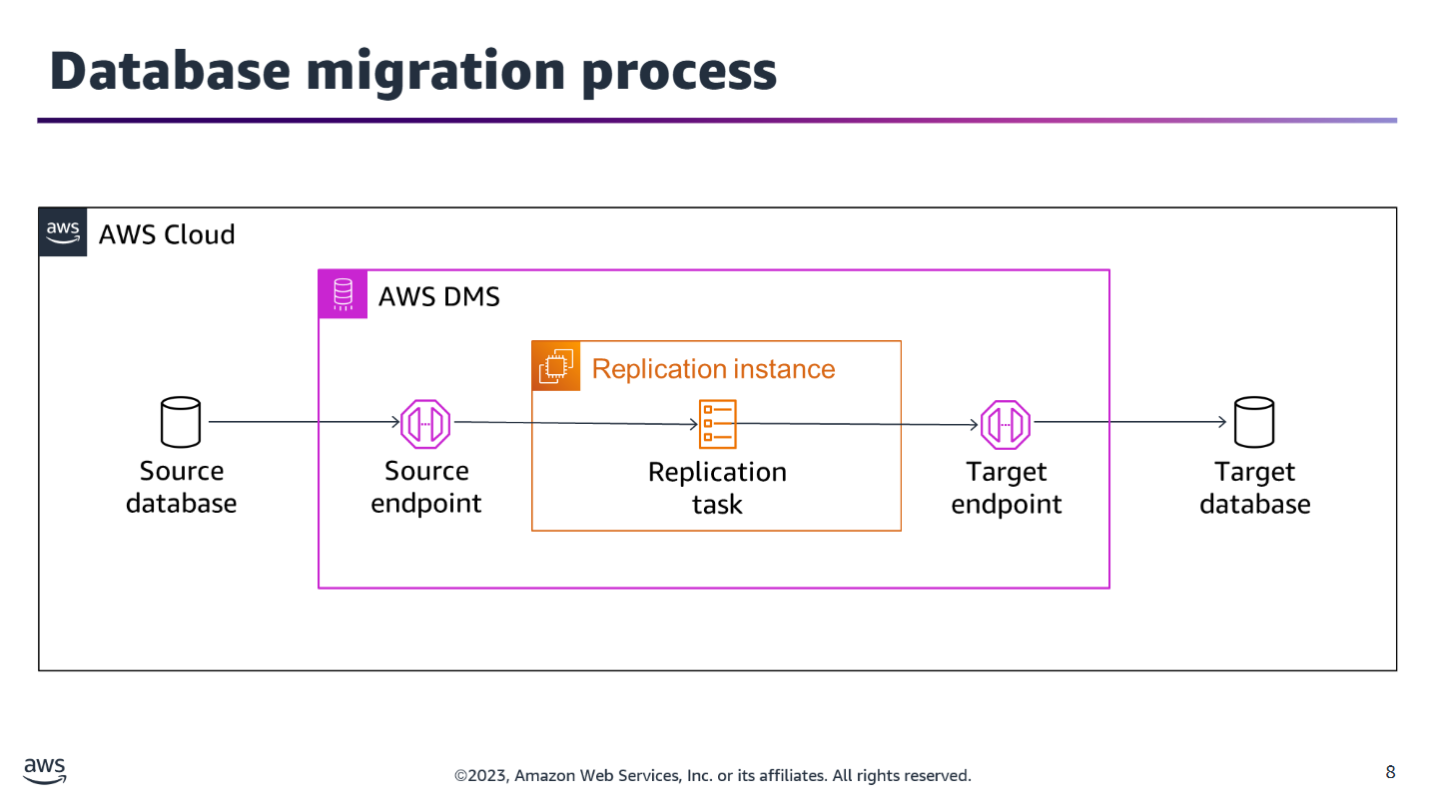 Database migration process
aws
AWS Cloud
AWS DMS
Replication instance
Source
database
Source
endpoint
Replication
task
Target
endpoint
Target
database
aws
©2023, Amazon Web Services, Inc. or its affiliates. All rights reserved.
8